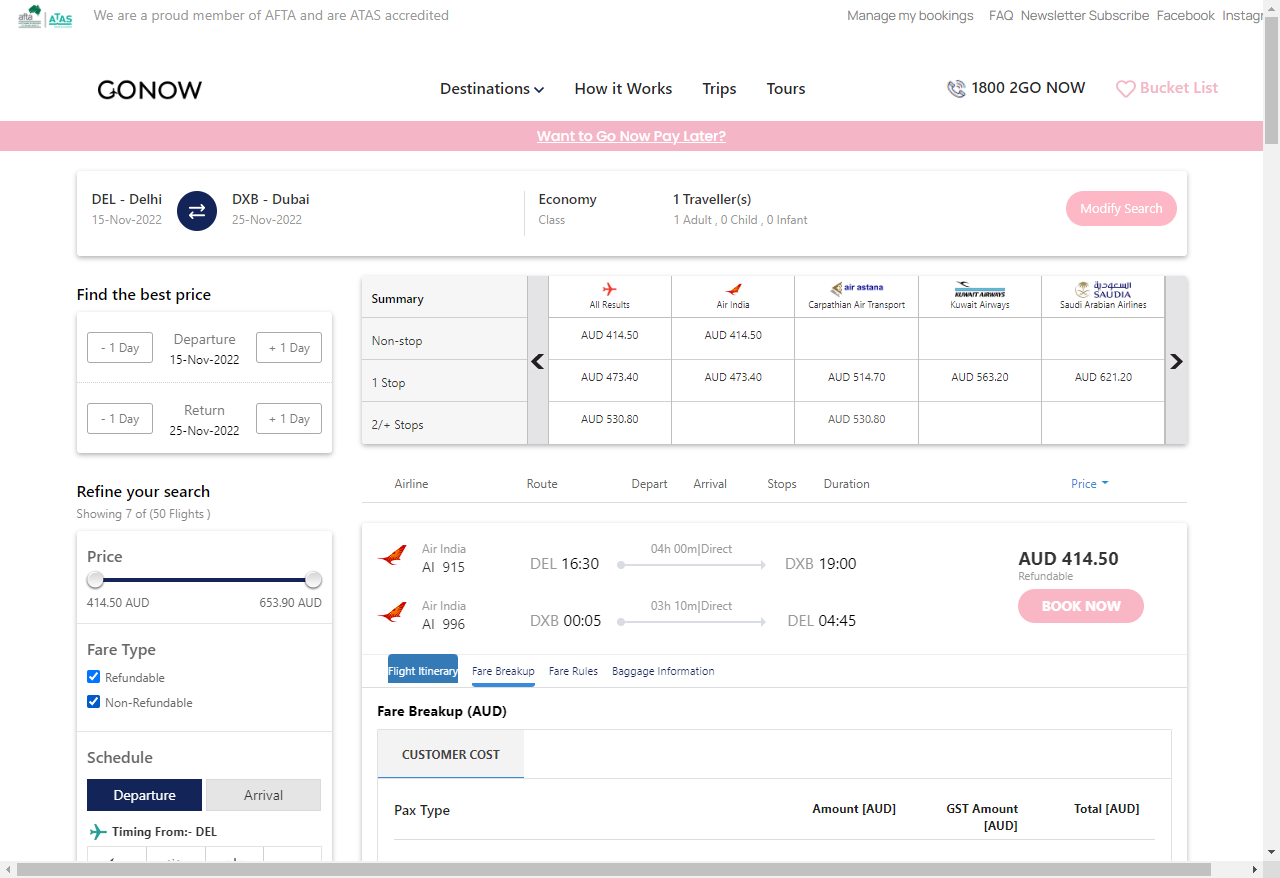 afta ATAS We are a proud member of AFTA and are ATAS accredited Manage my bookings FAQ Newsletter Subscribe Facebook
GONOW Destinations How it Works Trips Tours 1800 2GO NOW Bucket List
Want to Go Now Pay Later?
DEL - Delhi DXB - Dubai Economy 1 Traveller(s) Modify Search
15-Nov-2022 25-Nov-2022 Class 1 Adult , 0 Child , 0 Infant
Find the best price
- 1 Day Departure + 1 Day
15-Nov-2022
- 1 Day Return + 1 Day
25-Nov-2022
Summary All Results Air India air astana Carpathian Air Transport KUWAIT AIRWAYS Kuwait Airways السعودية SAUDIA Saudi Arabian Airlines
Non-stop AUD 414.50 AUD 414.50
1 Stop AUD 473.40 AUD 473.40 AUD 514.70 AUD 563.20 AUD 621.20
2/+ Stops AUD 530.80 AUD 530.80
Refine your search
Showing 7 of (50 Flights )
Price
414.50 AUD 653.90 AUD
Fare Type
Refundable
Non-Refundable
Schedule
Departure Arrival
Timing From:- DEL
Airline Route Depart Arrival Stops Duration Price
Air India 04h 00m|Direct
AI 915 DEL 16:30 DXB 19:00
AUD 414.50
Refundable
BOOK NOW
Air India 03h 10m|Direct
AI 996 DXB 00:05 DEL 04:45
Flight Itinerary Fare Breakup Fare Rules Baggage Information
Fare Breakup (AUD)
CUSTOMER COST
Pax Type Amount [AUD] GST Amount [AUD] Total [AUD]